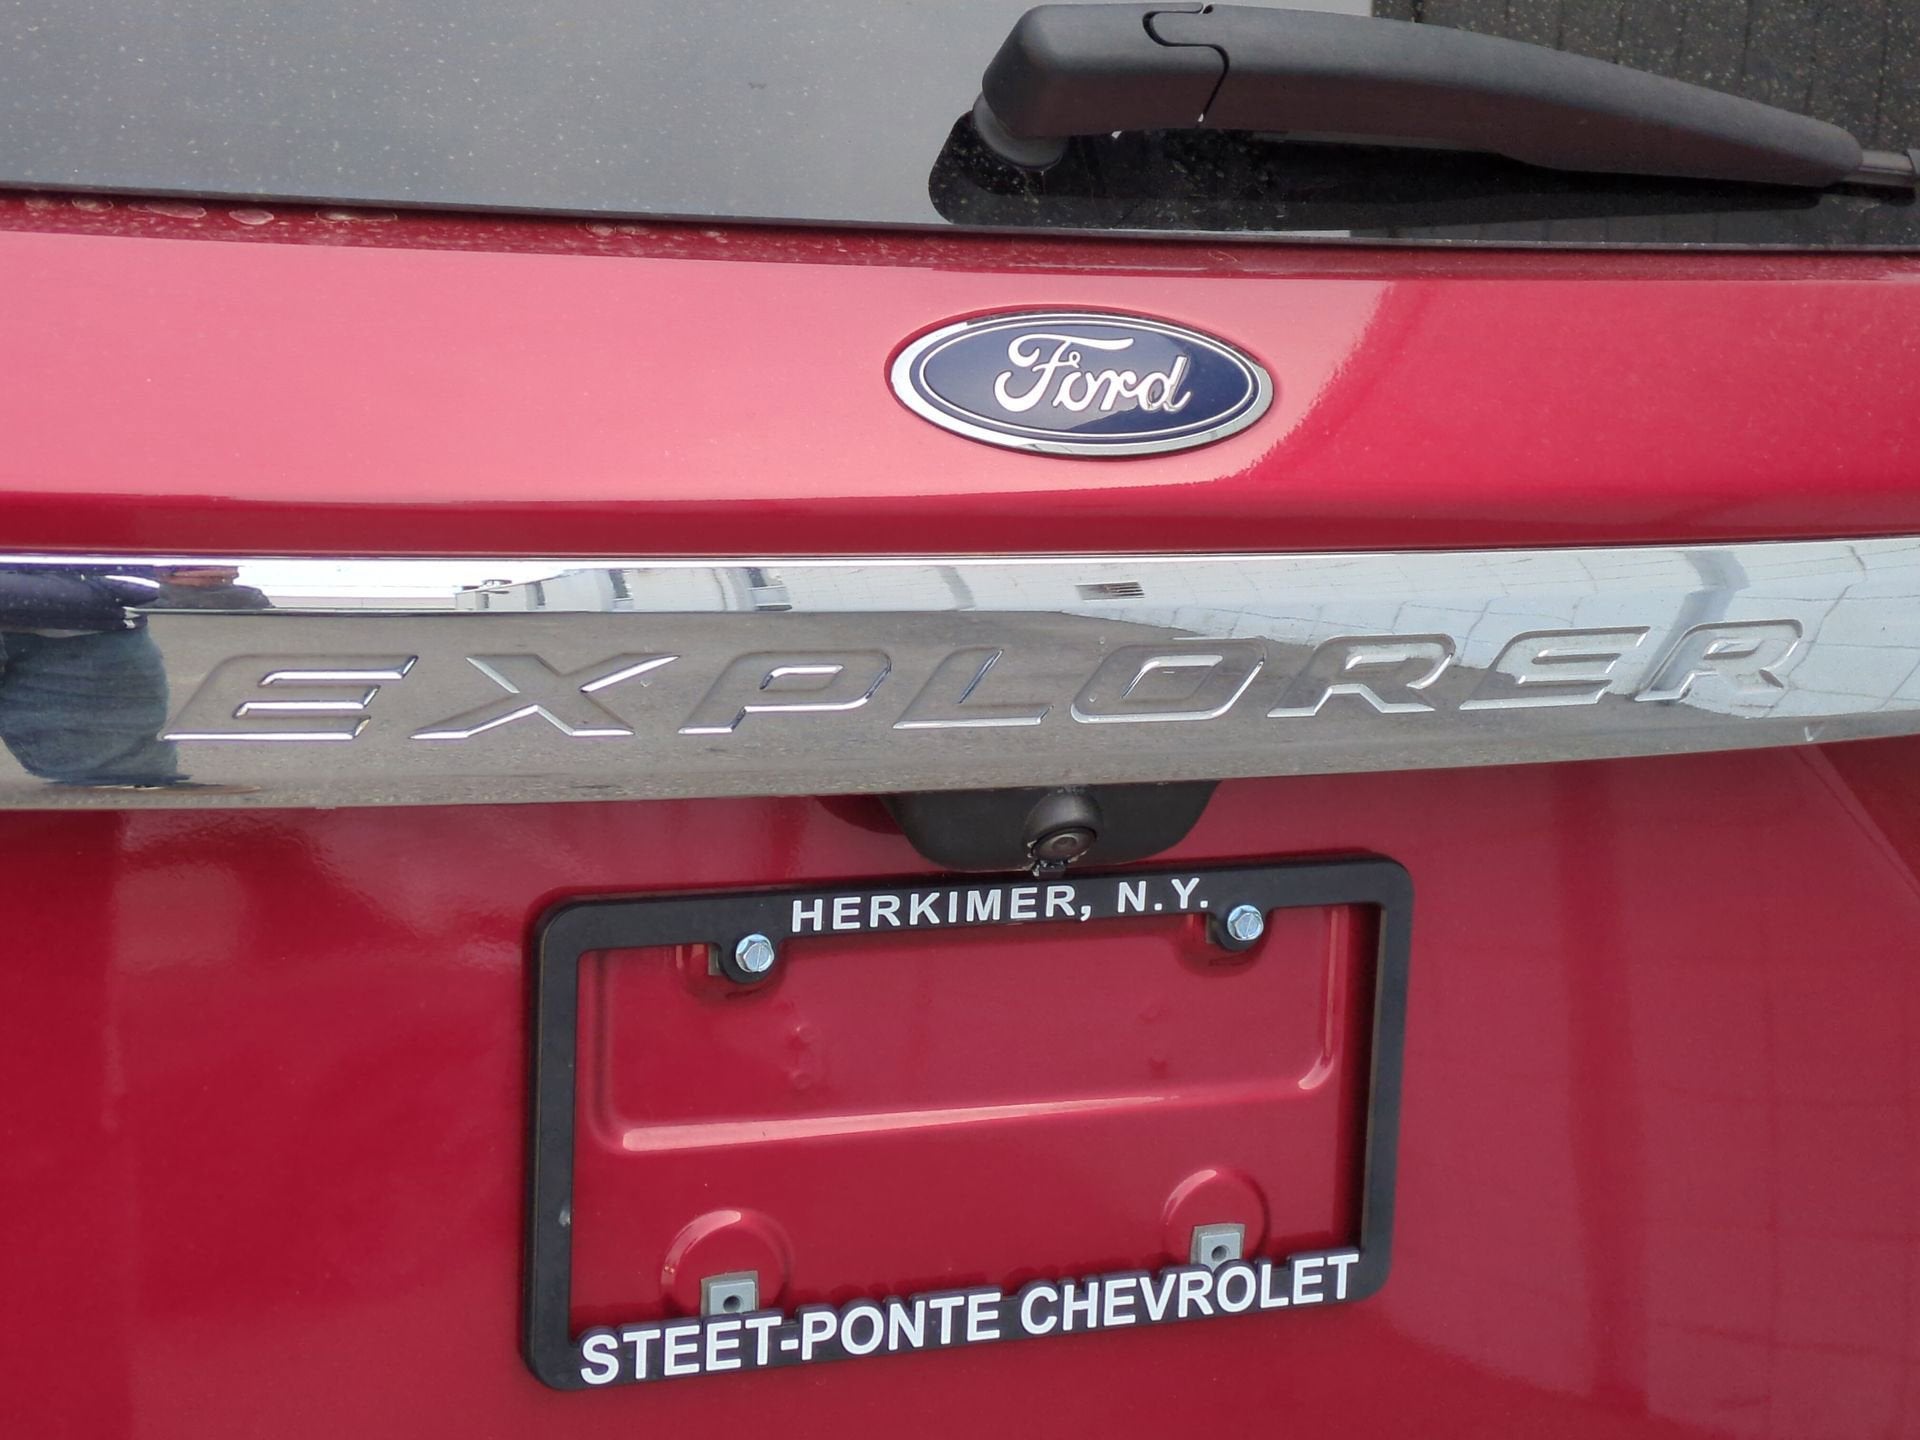 Ford
EXPLORER
HERKIMER, N.Y.
STEET-PONTE CHEVROLET